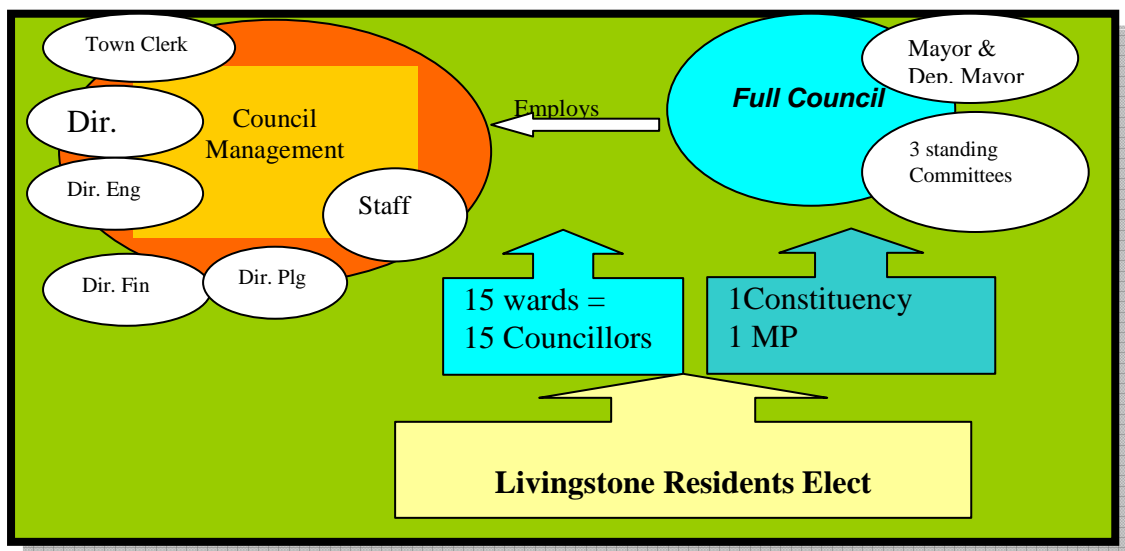 Town Clerk
Dir.
Council
Management
Dir. Eng
Staff
Dir. Fin
Dir. Plg
Employs
Full Council
Mayor &
Dep. Mayor
3 standing
Committees
15 wards =
15 Councillors
1Constituency
1 MP
Livingstone Residents Elect